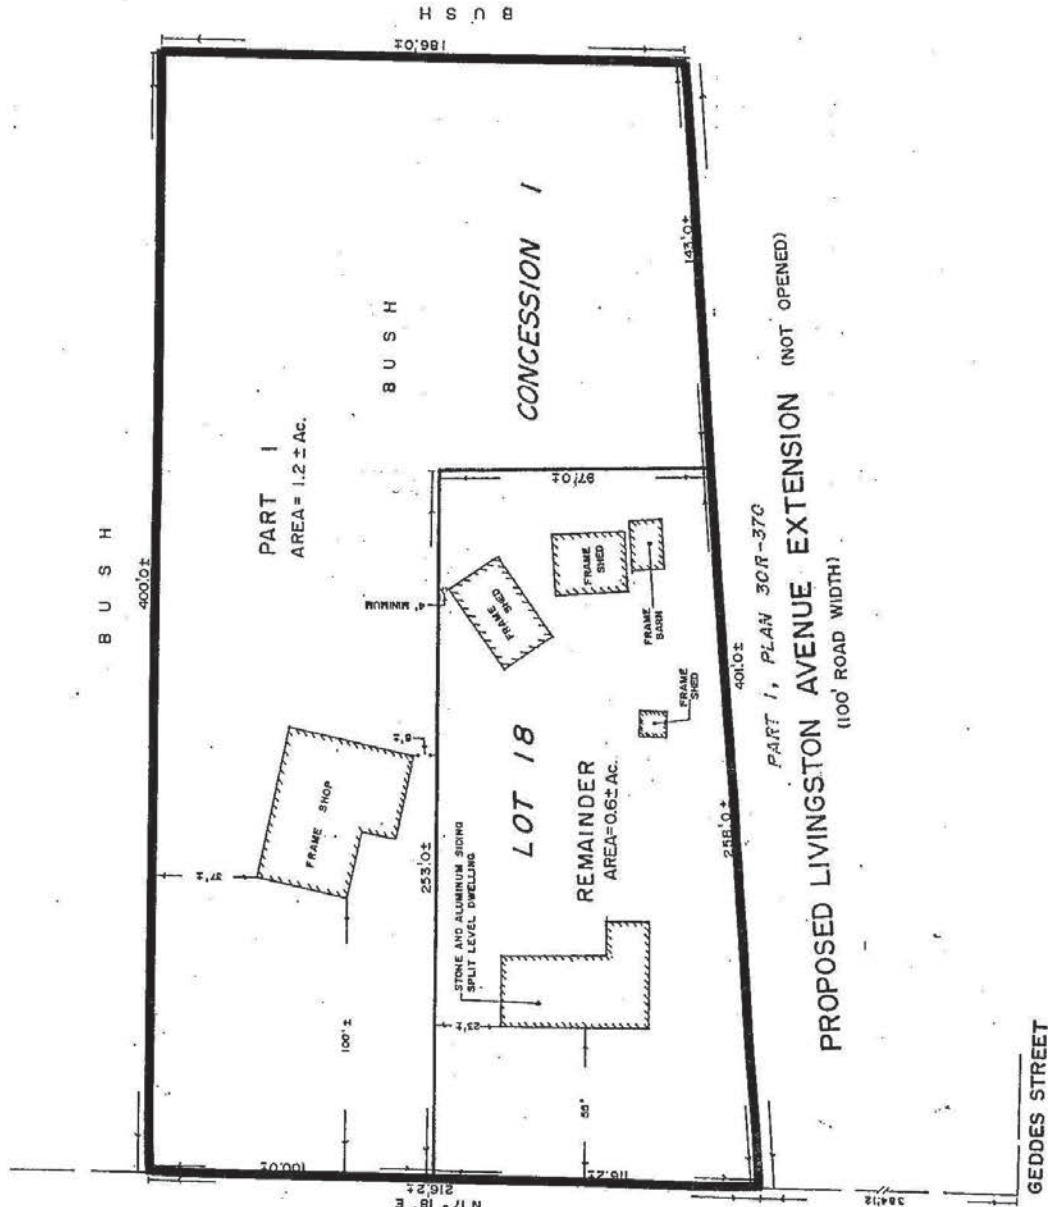 BUSH
186.'0±
BUSH
400.'0±
PART 1
AREA = 1.2 ± Ac.
BUSH
CONCESSION 1
143.'0±
97.'0±
4' MINIMUM
FRAME
SHED
FRAME
SHED
FRAME
BARN
FRAME
SHED
FRAME SHOP
37'±
253.'0±
LOT 18
REMAINDER
AREA=0.6±Ac.
STONE AND ALUMINUM SIDING
SPLIT LEVEL DWELLING
23'±
100'±
401.'0±
258.'0±
PART 1, PLAN 30R-370
PROPOSED LIVINGSTON AVENUE EXTENSION (NOT OPENED)
(100' ROAD WIDTH)
100.'0±
116.'2±
216.'2±
N 17° 18' E
384.'12
GEDDES STREET